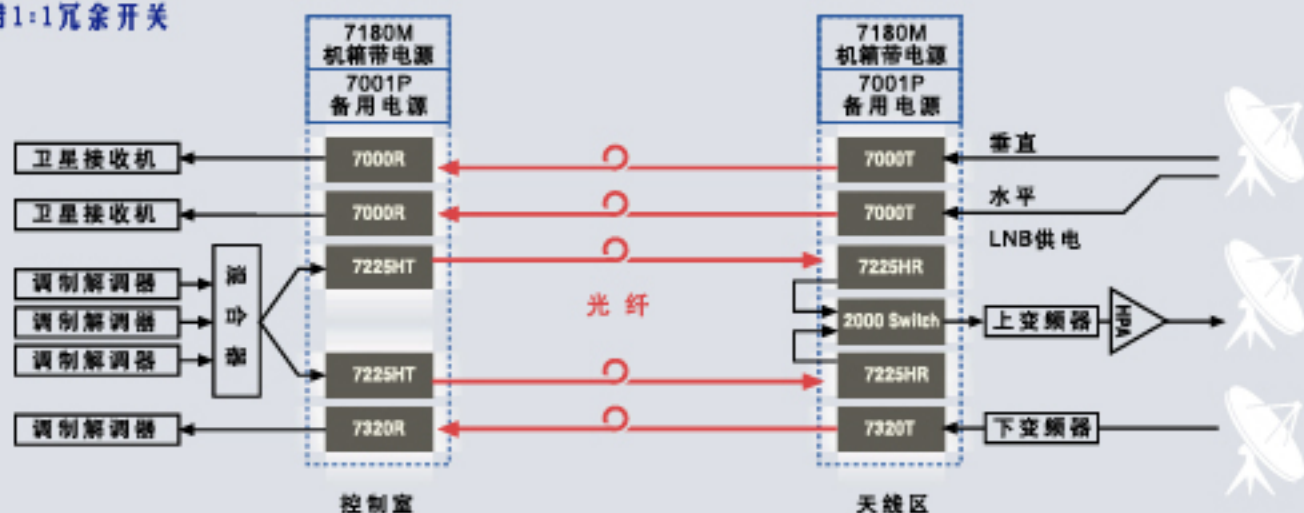 1:1冗余开关
7180M
机箱带电源
7001P
备用电源
7180M
机箱带电源
7001P
备用电源
卫星接收机
7000R
7000T
垂直
卫星接收机
7000R
7000T
水平
LNB供电
调制解调器
调制解调器
调制解调器
混合器
7225HT
7225HR
光纤
2000 Switch
上变频器
HPA
7225HT
7225HR
调制解调器
7320R
7320T
下变频器
控制室
天线区